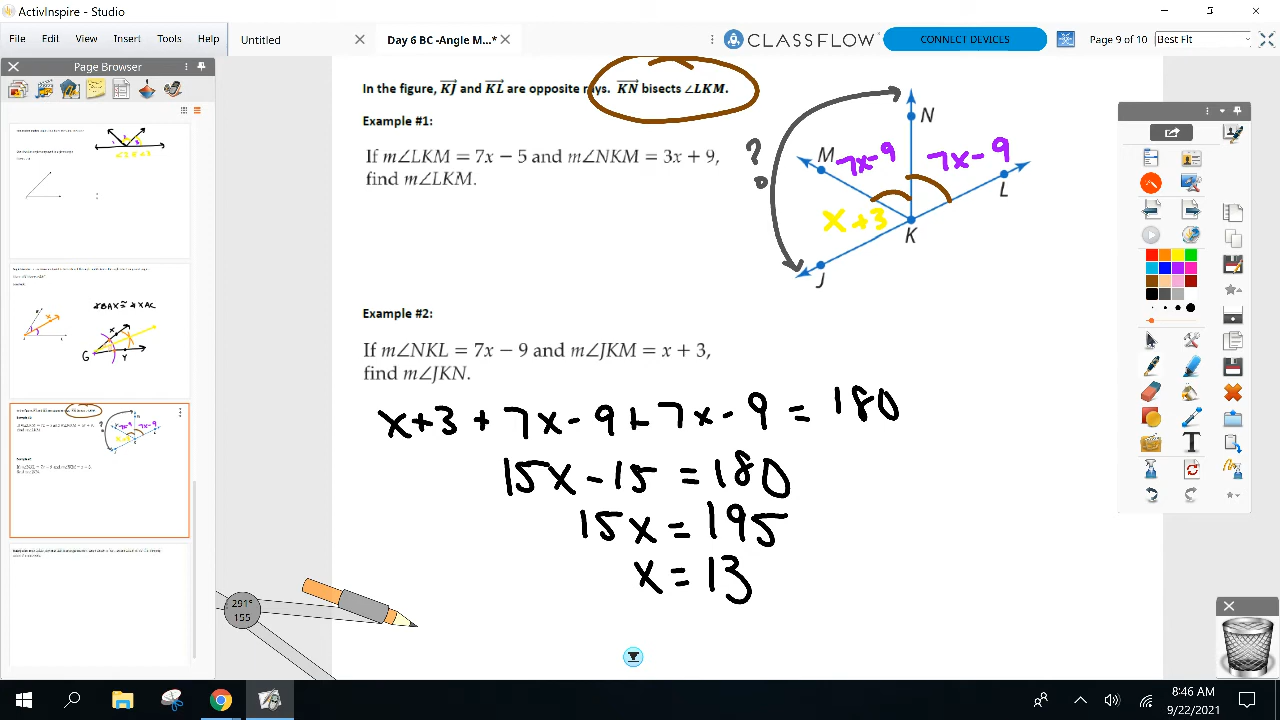 ActivInspire - Studio
File Edit View Insert Tools Help
Untitled
Day 6 BC -Angle M...*
CLASSFLOW
CONNECT DEVICES
Page 9 of 10
Best Fit
Page Browser
In the figure, KJ and KL are opposite rays. KN bisects ∠LKM.
Example #1:
If m∠LKM = 7x − 5 and m∠NKM = 3x + 9,
find m∠LKM.
N
M
7x-9
7x-9
L
?
x+3
K
J
Example #2:
If m∠NKL = 7x − 9 and m∠JKM = x + 3,
find m∠JKN.
x+3 + 7x-9 + 7x-9 = 180
15x - 15 = 180
15x = 195
x = 13
∡BAX ≅ ∡XAC
291°
155
8:46 AM
9/22/2021